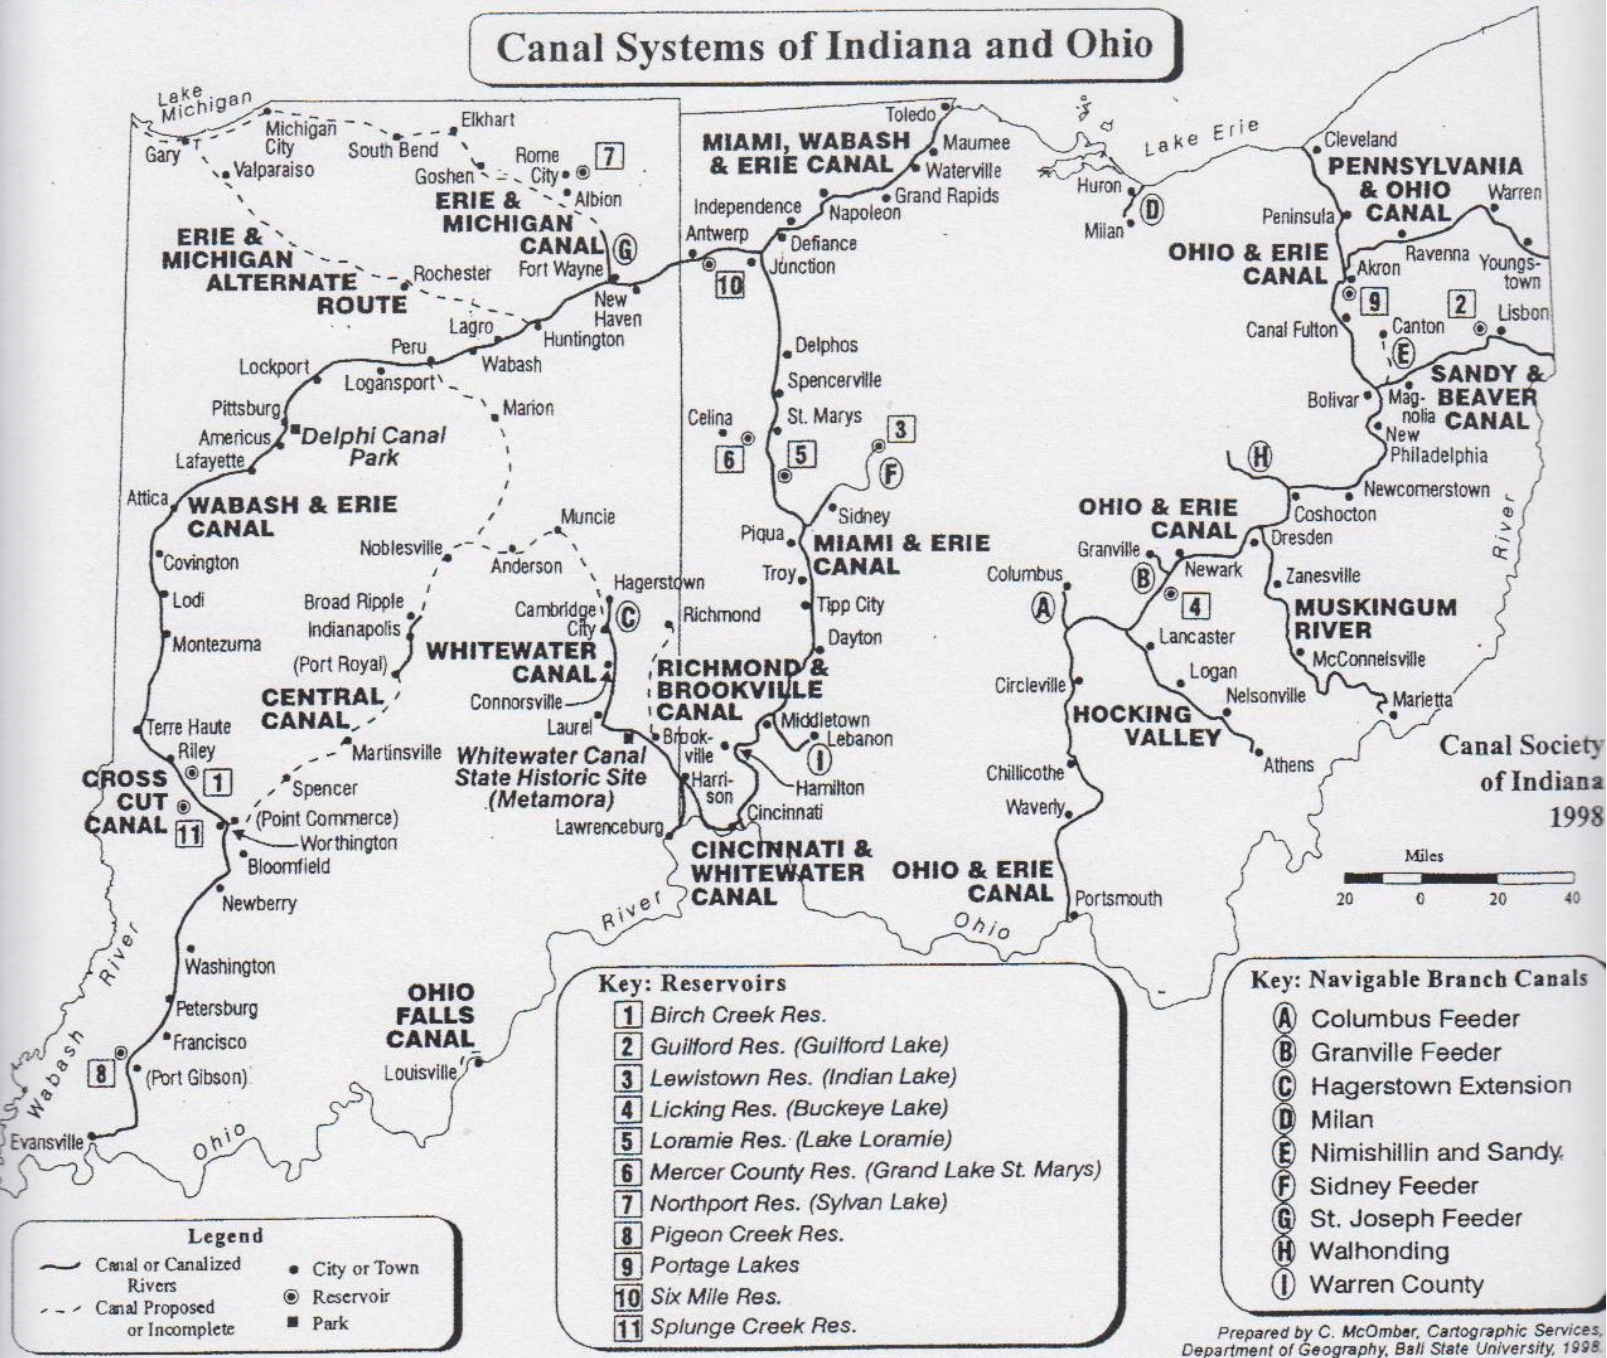 Canal Systems of Indiana and Ohio
Lake
Michigan
Gary
Michigan
City
South Bend
Elkhart
Valparaiso
Goshen
Rome
City
7
Albion
ERIE &
MICHIGAN
CANAL
G
ERIE &
MICHIGAN
ALTERNATE
ROUTE
Rochester
Fort Wayne
New
Haven
Huntington
Lagro
Wabash
Peru
Logansport
Lockport
Pittsburg
Americus
Delphi Canal
Park
Lafayette
Attica
WABASH & ERIE
CANAL
Marion
Covington
Lodi
Montezuma
Noblesville
Anderson
Muncie
Broad Ripple
Indianapolis
(Port Royal)
CENTRAL
CANAL
Martinsville
Spencer
Hagerstown
Cambridge
City
C
WHITEWATER
CANAL
Connorsville
Laurel
Whitewater Canal
State Historic Site
(Metamora)
Richmond
RICHMOND &
BROOKVILLE
CANAL
Brook-
ville
Harri-
son
Lawrenceburg
Terre Haute
Riley
1
CROSS
CUT
CANAL
11
(Point Commerce)
Worthington
Bloomfield
Newberry
Washington
Petersburg
Francisco
8
(Port Gibson)
Evansville
Wabash
River
Ohio
River
OHIO
FALLS
CANAL
Louisville
Toledo
MIAMI, WABASH
& ERIE CANAL
Maumee
Waterville
Grand Rapids
Napoleon
Independence
Defiance
Antwerp
Junction
10
Delphos
Spencerville
St. Marys
Celina
6
5
3
F
Sidney
Piqua
MIAMI & ERIE
CANAL
Troy
Tipp City
Dayton
Middletown
Lebanon
I
Hamilton
Cincinnati
CINCINNATI &
WHITEWATER
CANAL
Lake Erie
Huron
Milan
D
Cleveland
PENNSYLVANIA
& OHIO
CANAL
Warren
Peninsula
OHIO & ERIE
CANAL
Akron
Ravenna
Youngs-
town
9
2
Canal Fulton
Canton
Lisbon
E
SANDY &
BEAVER
CANAL
Bolivar
Mag-
nolia
New
Philadelphia
H
Newcomerstown
Coshocton
OHIO & ERIE
CANAL
Dresden
Granville
Newark
B
4
Columbus
A
Zanesville
MUSKINGUM
RIVER
McConnelsville
Marietta
River
Lancaster
Logan
Nelsonville
Circleville
HOCKING
VALLEY
Athens
Chillicothe
Waverly
OHIO & ERIE
CANAL
Portsmouth
Ohio
Canal Society
of Indiana
1998
Miles
20 0 20 40
Legend
Canal or Canalized
Rivers
Canal Proposed
or Incomplete
City or Town
Reservoir
Park
Key: Reservoirs
1 Birch Creek Res.
2 Guilford Res. (Guilford Lake)
3 Lewistown Res. (Indian Lake)
4 Licking Res. (Buckeye Lake)
5 Loramie Res. (Lake Loramie)
6 Mercer County Res. (Grand Lake St. Marys)
7 Northport Res. (Sylvan Lake)
8 Pigeon Creek Res.
9 Portage Lakes
10 Six Mile Res.
11 Splunge Creek Res.
Key: Navigable Branch Canals
A Columbus Feeder
B Granville Feeder
C Hagerstown Extension
D Milan
E Nimishillin and Sandy
F Sidney Feeder
G St. Joseph Feeder
H Walhonding
I Warren County
Prepared by C. McOmber, Cartographic Services,
Department of Geography, Ball State University, 1998.